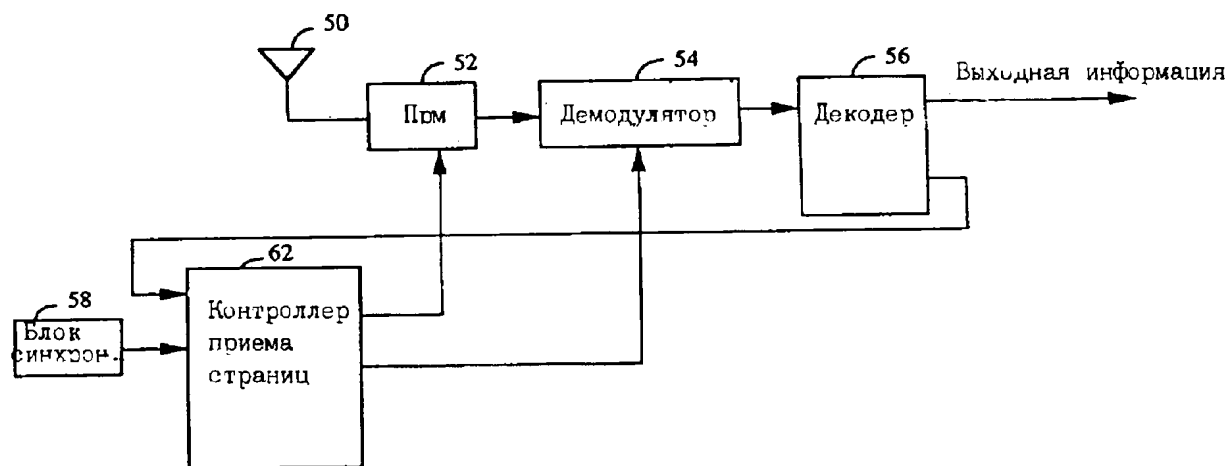 50
52
54
56
Выходная информация
Прм
Демодулятор
Декодер
62
58
Контроллер
приема
страниц
Блок
синхрон.